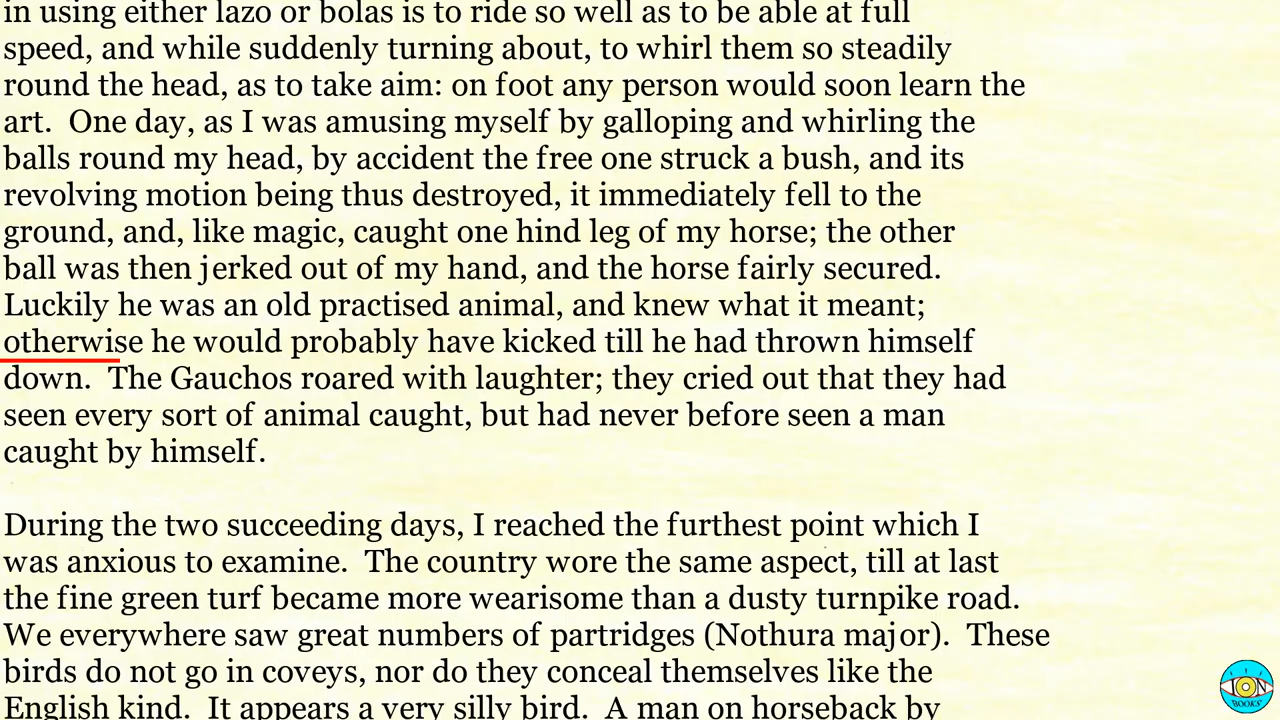 in using either lazo or bolas is to ride so well as to be able at full
speed, and while suddenly turning about, to whirl them so steadily
round the head, as to take aim: on foot any person would soon learn the
art.  One day, as I was amusing myself by galloping and whirling the
balls round my head, by accident the free one struck a bush, and its
revolving motion being thus destroyed, it immediately fell to the
ground, and, like magic, caught one hind leg of my horse; the other
ball was then jerked out of my hand, and the horse fairly secured.
Luckily he was an old practised animal, and knew what it meant;
otherwise he would probably have kicked till he had thrown himself
down.  The Gauchos roared with laughter; they cried out that they had
seen every sort of animal caught, but had never before seen a man
caught by himself.

During the two succeeding days, I reached the furthest point which I
was anxious to examine.  The country wore the same aspect, till at last
the fine green turf became more wearisome than a dusty turnpike road.
We everywhere saw great numbers of partridges (Nothura major).  These
birds do not go in coveys, nor do they conceal themselves like the
English kind.  It appears a very silly bird.  A man on horseback by
ION
BOOKS